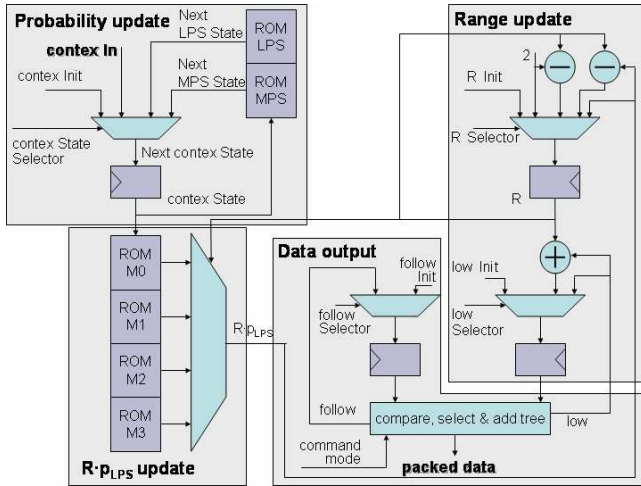 Probability update
Next
LPS State
ROM
LPS
contex In
contex Init
Next
MPS State
ROM
MPS
contex State
Selector
Next contex State
contex State
Range update
2
R Init
R Selector
R
ROM
M0
ROM
M1
ROM
M2
ROM
M3
R·pLPS
R·pLPS update
Data output
follow
Init
follow
Selector
low Init
low
Selector
follow
compare, select & add tree
low
command
mode
packed data